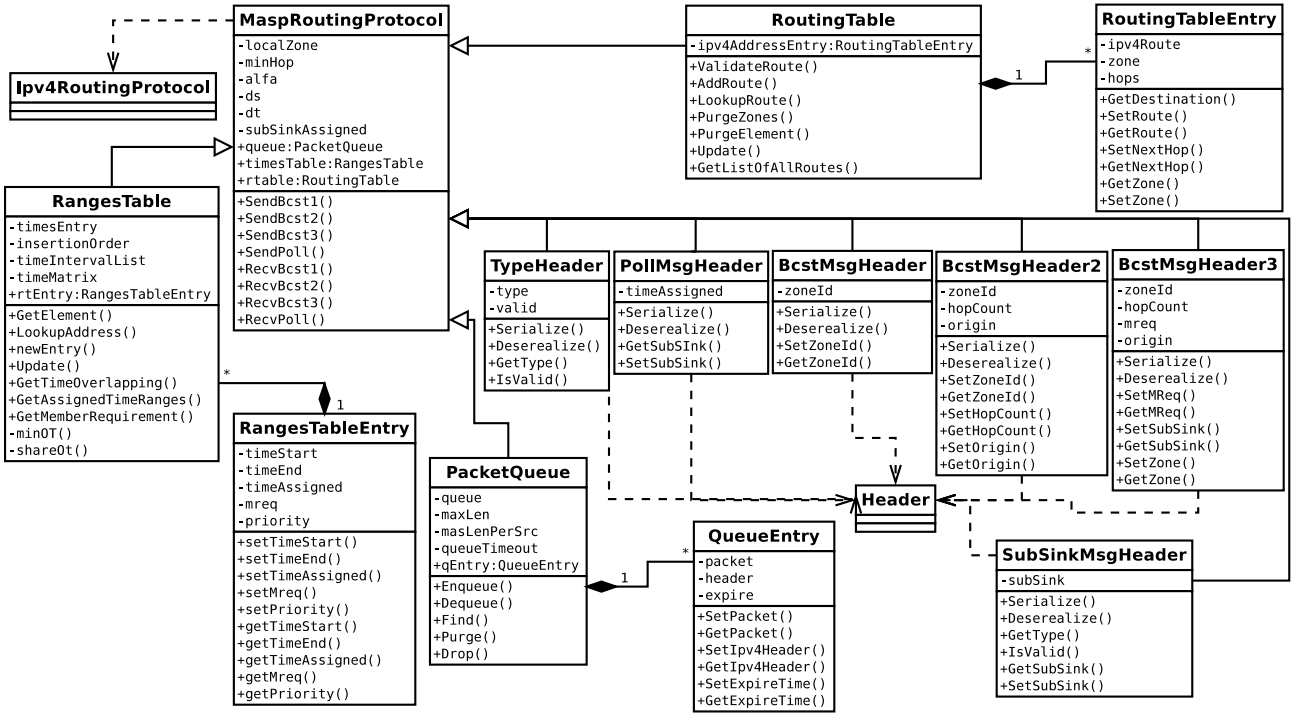 MaspRoutingProtocol
-localZone
-minHop
-alfa
-ds
-dt
-subSinkAssigned
+queue:PacketQueue
+timesTable:RangesTable
+rtable:RoutingTable
+SendBcst1()
+SendBcst2()
+SendBcst3()
+SendPoll()
+RecvBcst1()
+RecvBcst2()
+RecvBcst3()
+RecvPoll()
Ipv4RoutingProtocol
RoutingTable
-ipv4AddressEntry:RoutingTableEntry
+ValidateRoute()
+AddRoute()
+LookupRoute()
+PurgeZones()
+PurgeElement()
+Update()
+GetListOfAllRoutes()
1
*
RoutingTableEntry
-ipv4Route
-zone
-hops
+GetDestination()
+SetRoute()
+GetRoute()
+SetNextHop()
+GetNextHop()
+GetZone()
+SetZone()
RangesTable
-timesEntry
-insertionOrder
-timeIntervalList
-timeMatrix
+rtEntry:RangesTableEntry
+GetElement()
+LookupAddress()
+newEntry()
+Update()
+GetTimeOverlapping()
+GetAssignedTimeRanges()
+GetMemberRequirement()
-minOT()
-shareOt()
*
1
RangesTableEntry
-timeStart
-timeEnd
-timeAssigned
-mreq
-priority
+setTimeStart()
+setTimeEnd()
+setTimeAssigned()
+setMreq()
+setPriority()
+getTimeStart()
+getTimeEnd()
+getTimeAssigned()
+getMreq()
+getPriority()
TypeHeader
-type
-valid
+Serialize()
+Deserealize()
+GetType()
+IsValid()
PollMsgHeader
-timeAssigned
+Serialize()
+Deserealize()
+GetSubSInk()
+SetSubSink()
BcstMsgHeader
-zoneId
+Serialize()
+Deserealize()
+SetZoneId()
+GetZoneId()
BcstMsgHeader2
-zoneId
-hopCount
-origin
+Serialize()
+Deserealize()
+SetZoneId()
+GetZoneId()
+SetHopCount()
+GetHopCount()
+SetOrigin()
+GetOrigin()
BcstMsgHeader3
-zoneId
-hopCount
-mreq
-origin
+Serialize()
+Deserealize()
+SetMReq()
+GetMReq()
+SetSubSink()
+GetSubSink()
+SetZone()
+GetZone()
PacketQueue
-queue
-maxLen
-masLenPerSrc
-queueTimeout
+qEntry:QueueEntry
+Enqueue()
+Dequeue()
+Find()
+Purge()
+Drop()
1
*
QueueEntry
-packet
-header
-expire
+SetPacket()
+GetPacket()
+SetIpv4Header()
+GetIpv4Header()
+SetExpireTime()
+GetExpireTime()
Header
SubSinkMsgHeader
-subSink
+Serialize()
+Deserealize()
+GetType()
+IsValid()
+GetSubSink()
+SetSubSink()